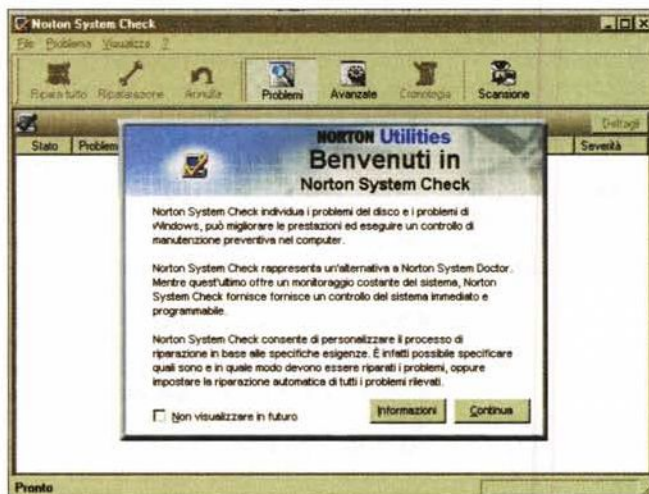 Norton System Check
File Problema Visualizza ?
Ripara tutto Riparazione Annulla Problemi Avanzate Cronologia Scansione
Dettagli
Stato Problem Severità
NORTON Utilities
Benvenuti in
Norton System Check
Norton System Check individua i problemi del disco e i problemi di
Windows, può migliorare le prestazioni ed eseguire un controllo di
manutenzione preventiva nel computer.
Norton System Check rappresenta un'alternativa a Norton System Doctor.
Mentre quest'ultimo offre un monitoraggio costante del sistema, Norton
System Check fornisce fornisce un controllo del sistema immediato e
programmabile.
Norton System Check consente di personalizzare il processo di
riparazione in base alle specifiche esigenze. È infatti possibile specificare
quali sono e in quale modo devono essere riparati i problemi, oppure
impostare la riparazione automatica di tutti i problemi rilevati.
Non visualizzare in futuro
Informazioni Continua
Pronto